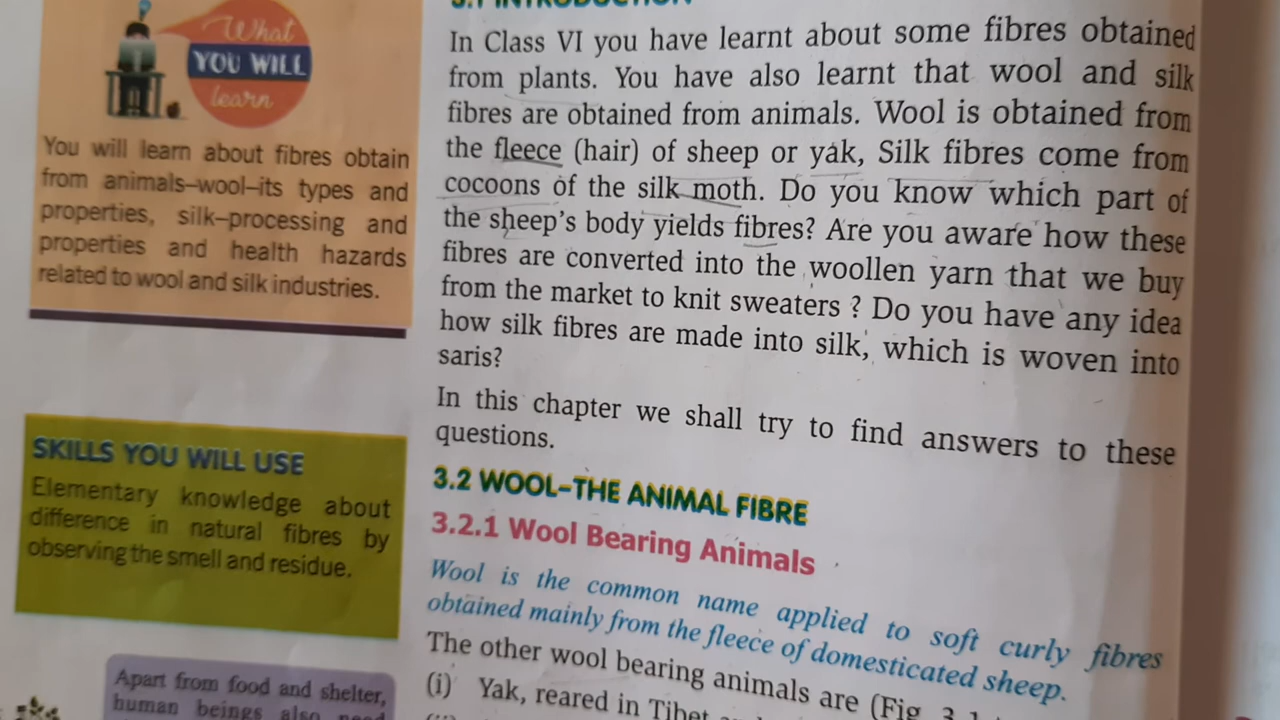 What
YOU WILL
learn
You will learn about fibres obtain
from animals–wool–its types and
properties, silk–processing and
properties and health hazards
related to wool and silk industries.
SKILLS YOU WILL USE
Elementary knowledge about
difference in natural fibres by
observing the smell and residue.
Apart from food and shelter,
human beings also need
3.1 INTRODUCTION
In Class VI you have learnt about some fibres obtained
from plants. You have also learnt that wool and silk
fibres are obtained from animals. Wool is obtained from
the fleece (hair) of sheep or yak, Silk fibres come from
cocoons of the silk moth. Do you know which part of
the sheep's body yields fibres? Are you aware how these
fibres are converted into the woollen yarn that we buy
from the market to knit sweaters ? Do you have any idea
how silk fibres are made into silk, which is woven into
saris?
In this chapter we shall try to find answers to these
questions.
3.2 WOOL–THE ANIMAL FIBRE
3.2.1 Wool Bearing Animals
Wool is the common name applied to soft curly fibres
obtained mainly from the fleece of domesticated sheep.
The other wool bearing animals are (Fig. 3.1
(i) Yak, reared in Tibet